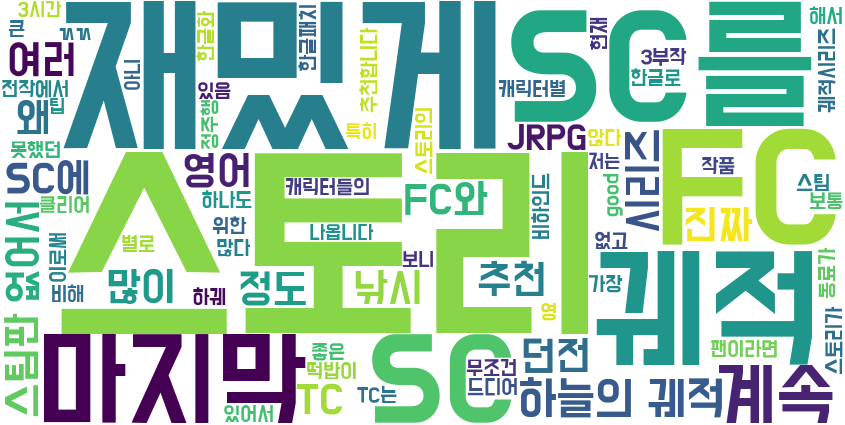 3시간
큰
ㄲㄲ
여러
전작에서
왜
팁
못했던
SC에
클리어
없어서
이로써
비해
스팀판
재밌게
한글화
아니
있음
정주행
한글패치
추천합니다
특히
스토리의
영어
SC를
현재
3부작
한글로
캐릭터별
JRPG
않다
저는
시리즈
작품
good
비하인드
해서
궤적시리즈
스팀
보통
스토리
캐릭터들의
FC와
하나도
위한
많다
나옵니다
별로
보니
많이
하궤
정도
낚시
추천
영
없고
가장
진짜
FC
궤적
동료가
스토리가
팬이라면
마지막
좋은
떡밥이
TC
있어서
SC
TC는
무조건
드디어
던전
하늘의 궤적
계속